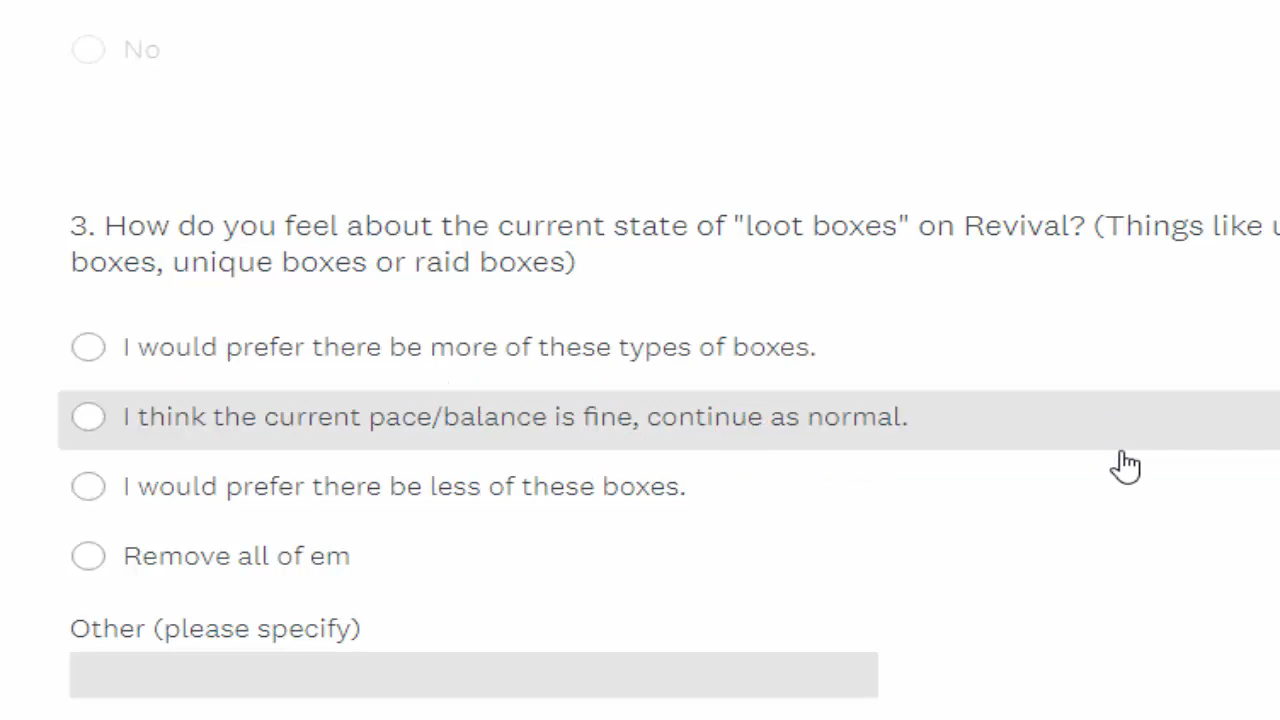 No
3. How do you feel about the current state of "loot boxes" on Revival? (Things like
boxes, unique boxes or raid boxes)
I would prefer there be more of these types of boxes.
I think the current pace/balance is fine, continue as normal.
I would prefer there be less of these boxes.
Remove all of em
Other (please specify)